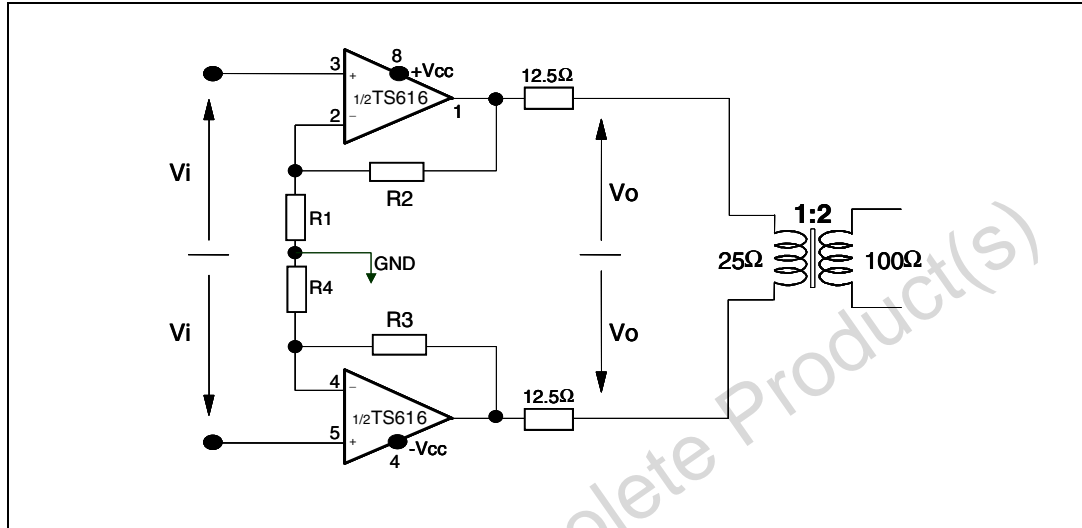 8
3
+Vcc
+
1/2TS616
12.5Ω
2
–
1
Vi
R2
Vo
R1
1:2
GND
25Ω
100Ω
R4
Vi
R3
Vo
4
–
12.5Ω
1/2TS616
5
+
-Vcc
4
olete Product(s)